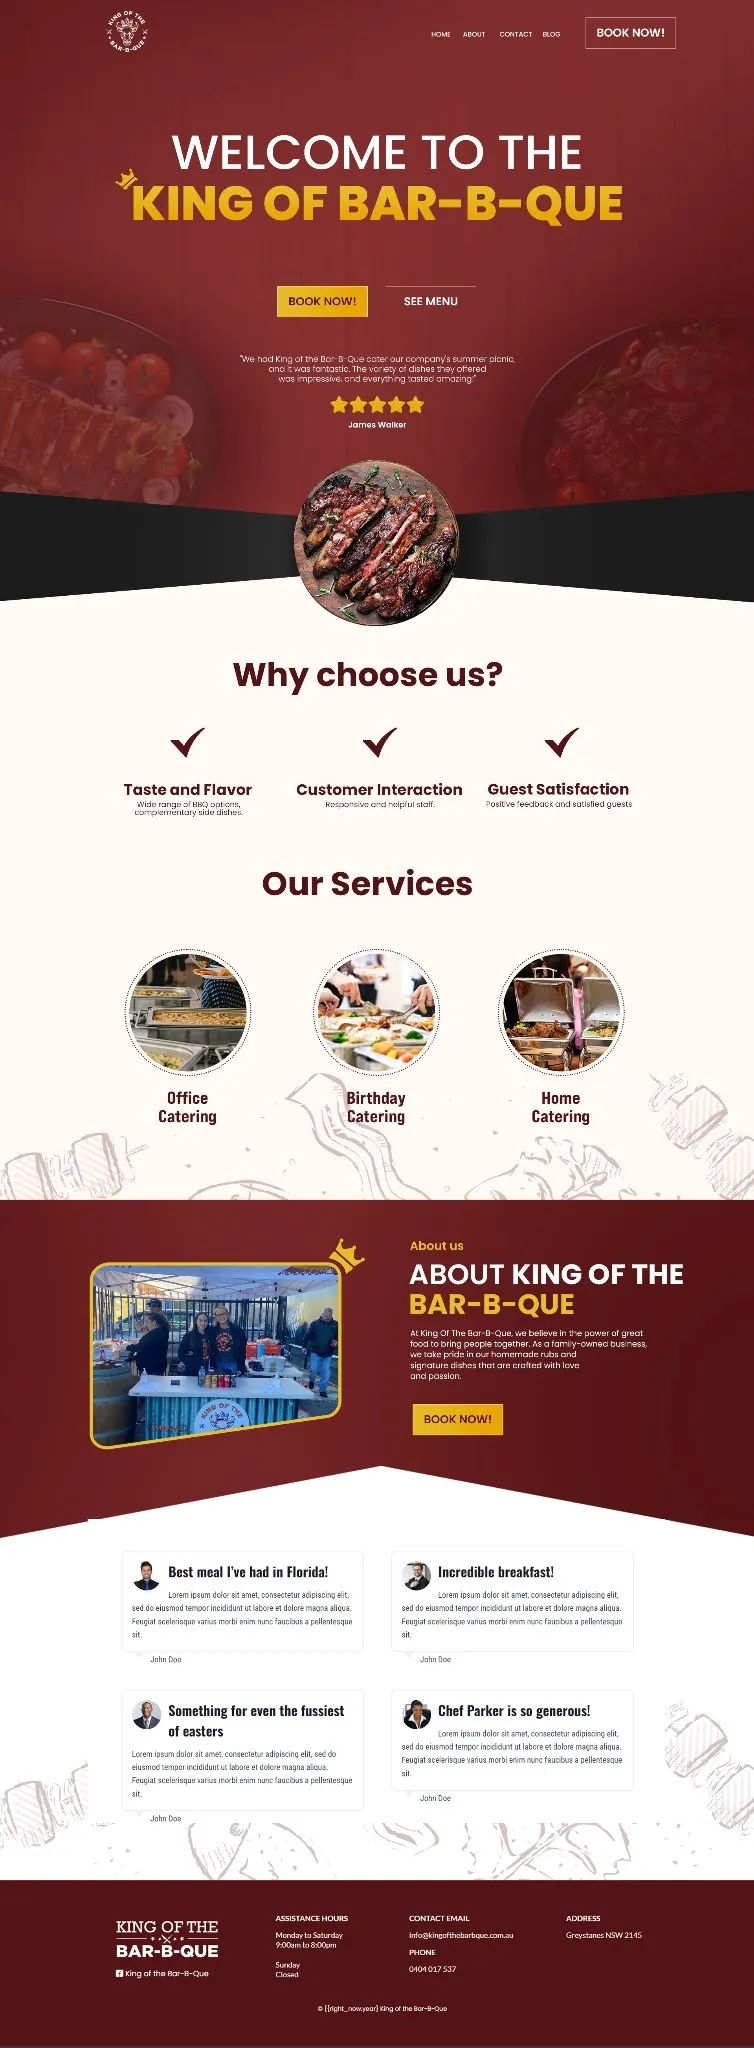 KING OF THE
BAR-B-QUE
HOME ABOUT CONTACT BLOG BOOK NOW!
WELCOME TO THE
KING OF BAR-B-QUE
BOOK NOW! SEE MENU
"We had King of the Bar-B-Que cater our company's summer picnic,
and it was fantastic. The variety of dishes they offered
was impressive, and everything tasted amazing."
James Walker
Why choose us?
Taste and Flavor
Wide range of BBQ options,
complementary side dishes.
Customer Interaction
Responsive and helpful staff.
Guest Satisfaction
Positive feedback and satisfied guests
Our Services
Office
Catering
Birthday
Catering
Home
Catering
KING OF THE
About us
ABOUT KING OF THE
BAR-B-QUE
At King Of The Bar-B-Que, we believe in the power of great
food to bring people together. As a family-owned business,
we take pride in our homemade rubs and
signature dishes that are crafted with love
and passion.
BOOK NOW!
Best meal I've had in Florida!
Lorem ipsum dolor sit amet, consectetur adipiscing elit,
sed do eiusmod tempor incididunt ut labore et dolore magna aliqua.
Feugiat scelerisque varius morbi enim nunc faucibus a pellentesque
sit.
John Doe
Incredible breakfast!
Lorem ipsum dolor sit amet, consectetur adipiscing elit,
sed do eiusmod tempor incididunt ut labore et dolore magna aliqua.
Feugiat scelerisque varius morbi enim nunc faucibus a pellentesque
sit.
John Doe
Something for even the fussiest
of easters
Lorem ipsum dolor sit amet, consectetur adipiscing elit, sed do
eiusmod tempor incididunt ut labore et dolore magna aliqua.
Feugiat scelerisque varius morbi enim nunc faucibus a pellentesque
sit.
John Doe
Chef Parker is so generous!
Lorem ipsum dolor sit amet, consectetur adipiscing elit,
sed do eiusmod tempor incididunt ut labore et dolore magna aliqua.
Feugiat scelerisque varius morbi enim nunc faucibus a pellentesque
sit.
John Doe
KING OF THE
BAR-B-QUE
King of the Bar-B-Que
ASSISTANCE HOURS
Monday to Saturday
9:00am to 8:00pm
Sunday
Closed
CONTACT EMAIL
info@kingofthebarbque.com.au
PHONE
0404 017 537
ADDRESS
Greystanes NSW 2145
© {{right_now.year} King of the Bar-B-Que